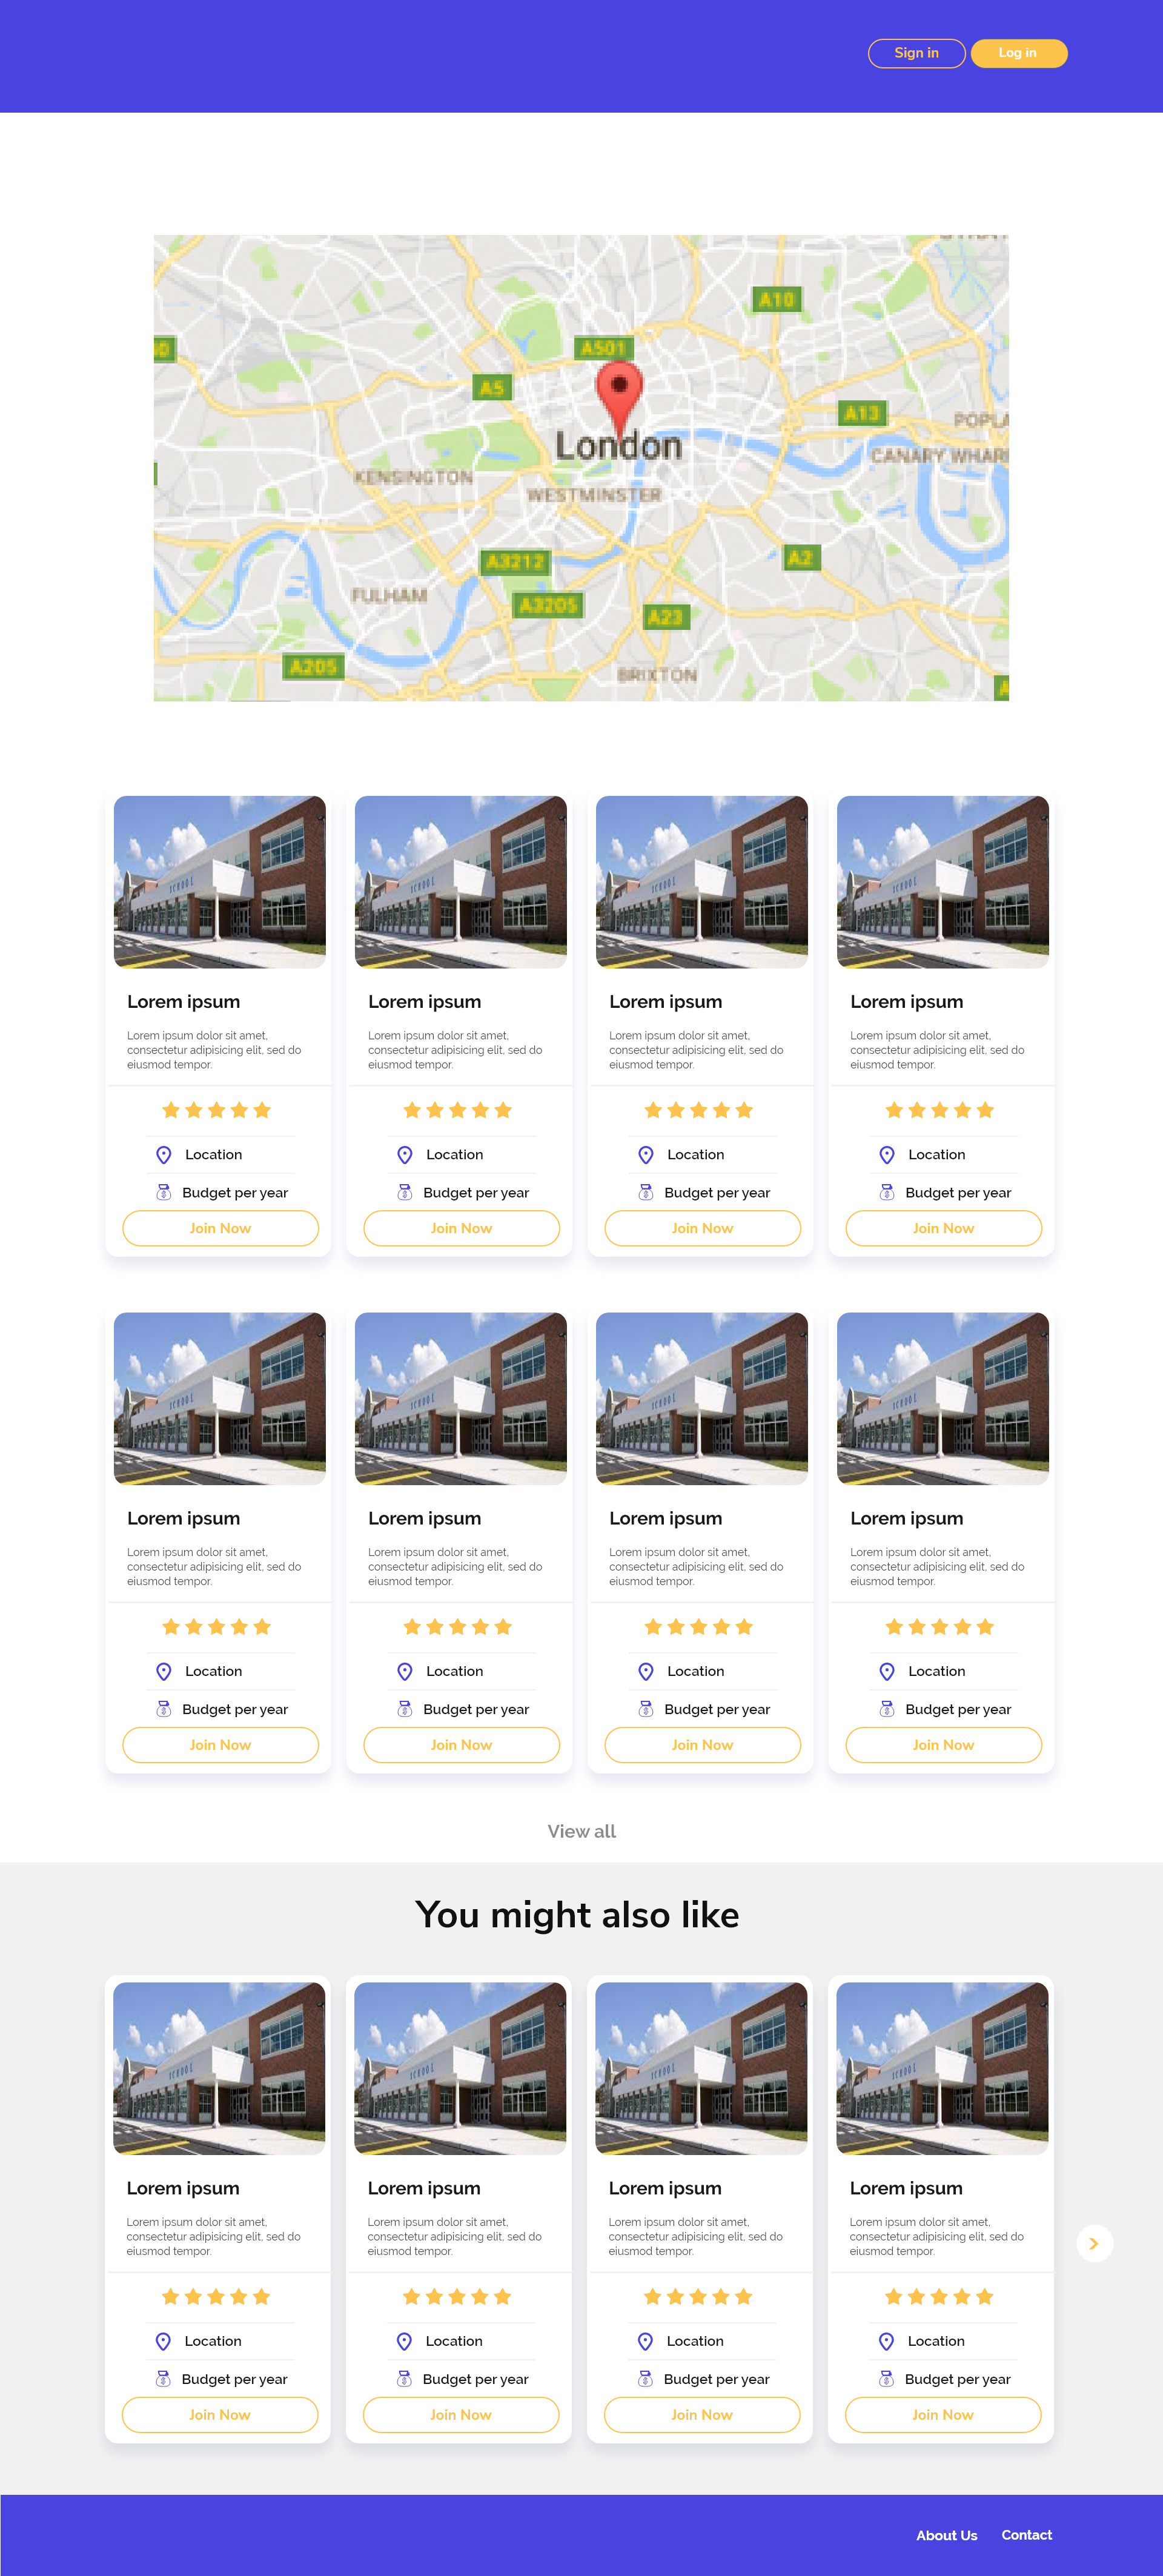 Sign in
Log in
A10
A501
A5
A13
POPLA
London
CANARY WHAR
KENSINGTON
WESTMINSTER
A3212
A2
FULHAM
A3205
A23
A205
BRIXTON
A
SCHOOL
SCHOOL
SCHOOL
SCHOOL
Lorem ipsum
Lorem ipsum
Lorem ipsum
Lorem ipsum
Lorem ipsum dolor sit amet,
consectetur adipisicing elit, sed do
eiusmod tempor.
Lorem ipsum dolor sit amet,
consectetur adipisicing elit, sed do
eiusmod tempor.
Lorem ipsum dolor sit amet,
consectetur adipisicing elit, sed do
eiusmod tempor.
Lorem ipsum dolor sit amet,
consectetur adipisicing elit, sed do
eiusmod tempor.
Location
Location
Location
Location
Budget per year
Budget per year
Budget per year
Budget per year
Join Now
Join Now
Join Now
Join Now
SCHOOL
SCHOOL
SCHOOL
SCHOOL
Lorem ipsum
Lorem ipsum
Lorem ipsum
Lorem ipsum
Lorem ipsum dolor sit amet,
consectetur adipisicing elit, sed do
eiusmod tempor.
Lorem ipsum dolor sit amet,
consectetur adipisicing elit, sed do
eiusmod tempor.
Lorem ipsum dolor sit amet,
consectetur adipisicing elit, sed do
eiusmod tempor.
Lorem ipsum dolor sit amet,
consectetur adipisicing elit, sed do
eiusmod tempor.
Location
Location
Location
Location
Budget per year
Budget per year
Budget per year
Budget per year
Join Now
Join Now
Join Now
Join Now
View all
You might also like
SCHOOL
SCHOOL
SCHOOL
SCHOOL
Lorem ipsum
Lorem ipsum
Lorem ipsum
Lorem ipsum
Lorem ipsum dolor sit amet,
consectetur adipisicing elit, sed do
eiusmod tempor.
Lorem ipsum dolor sit amet,
consectetur adipisicing elit, sed do
eiusmod tempor.
Lorem ipsum dolor sit amet,
consectetur adipisicing elit, sed do
eiusmod tempor.
Lorem ipsum dolor sit amet,
consectetur adipisicing elit, sed do
eiusmod tempor.
Location
Location
Location
Location
Budget per year
Budget per year
Budget per year
Budget per year
Join Now
Join Now
Join Now
Join Now
About Us
Contact